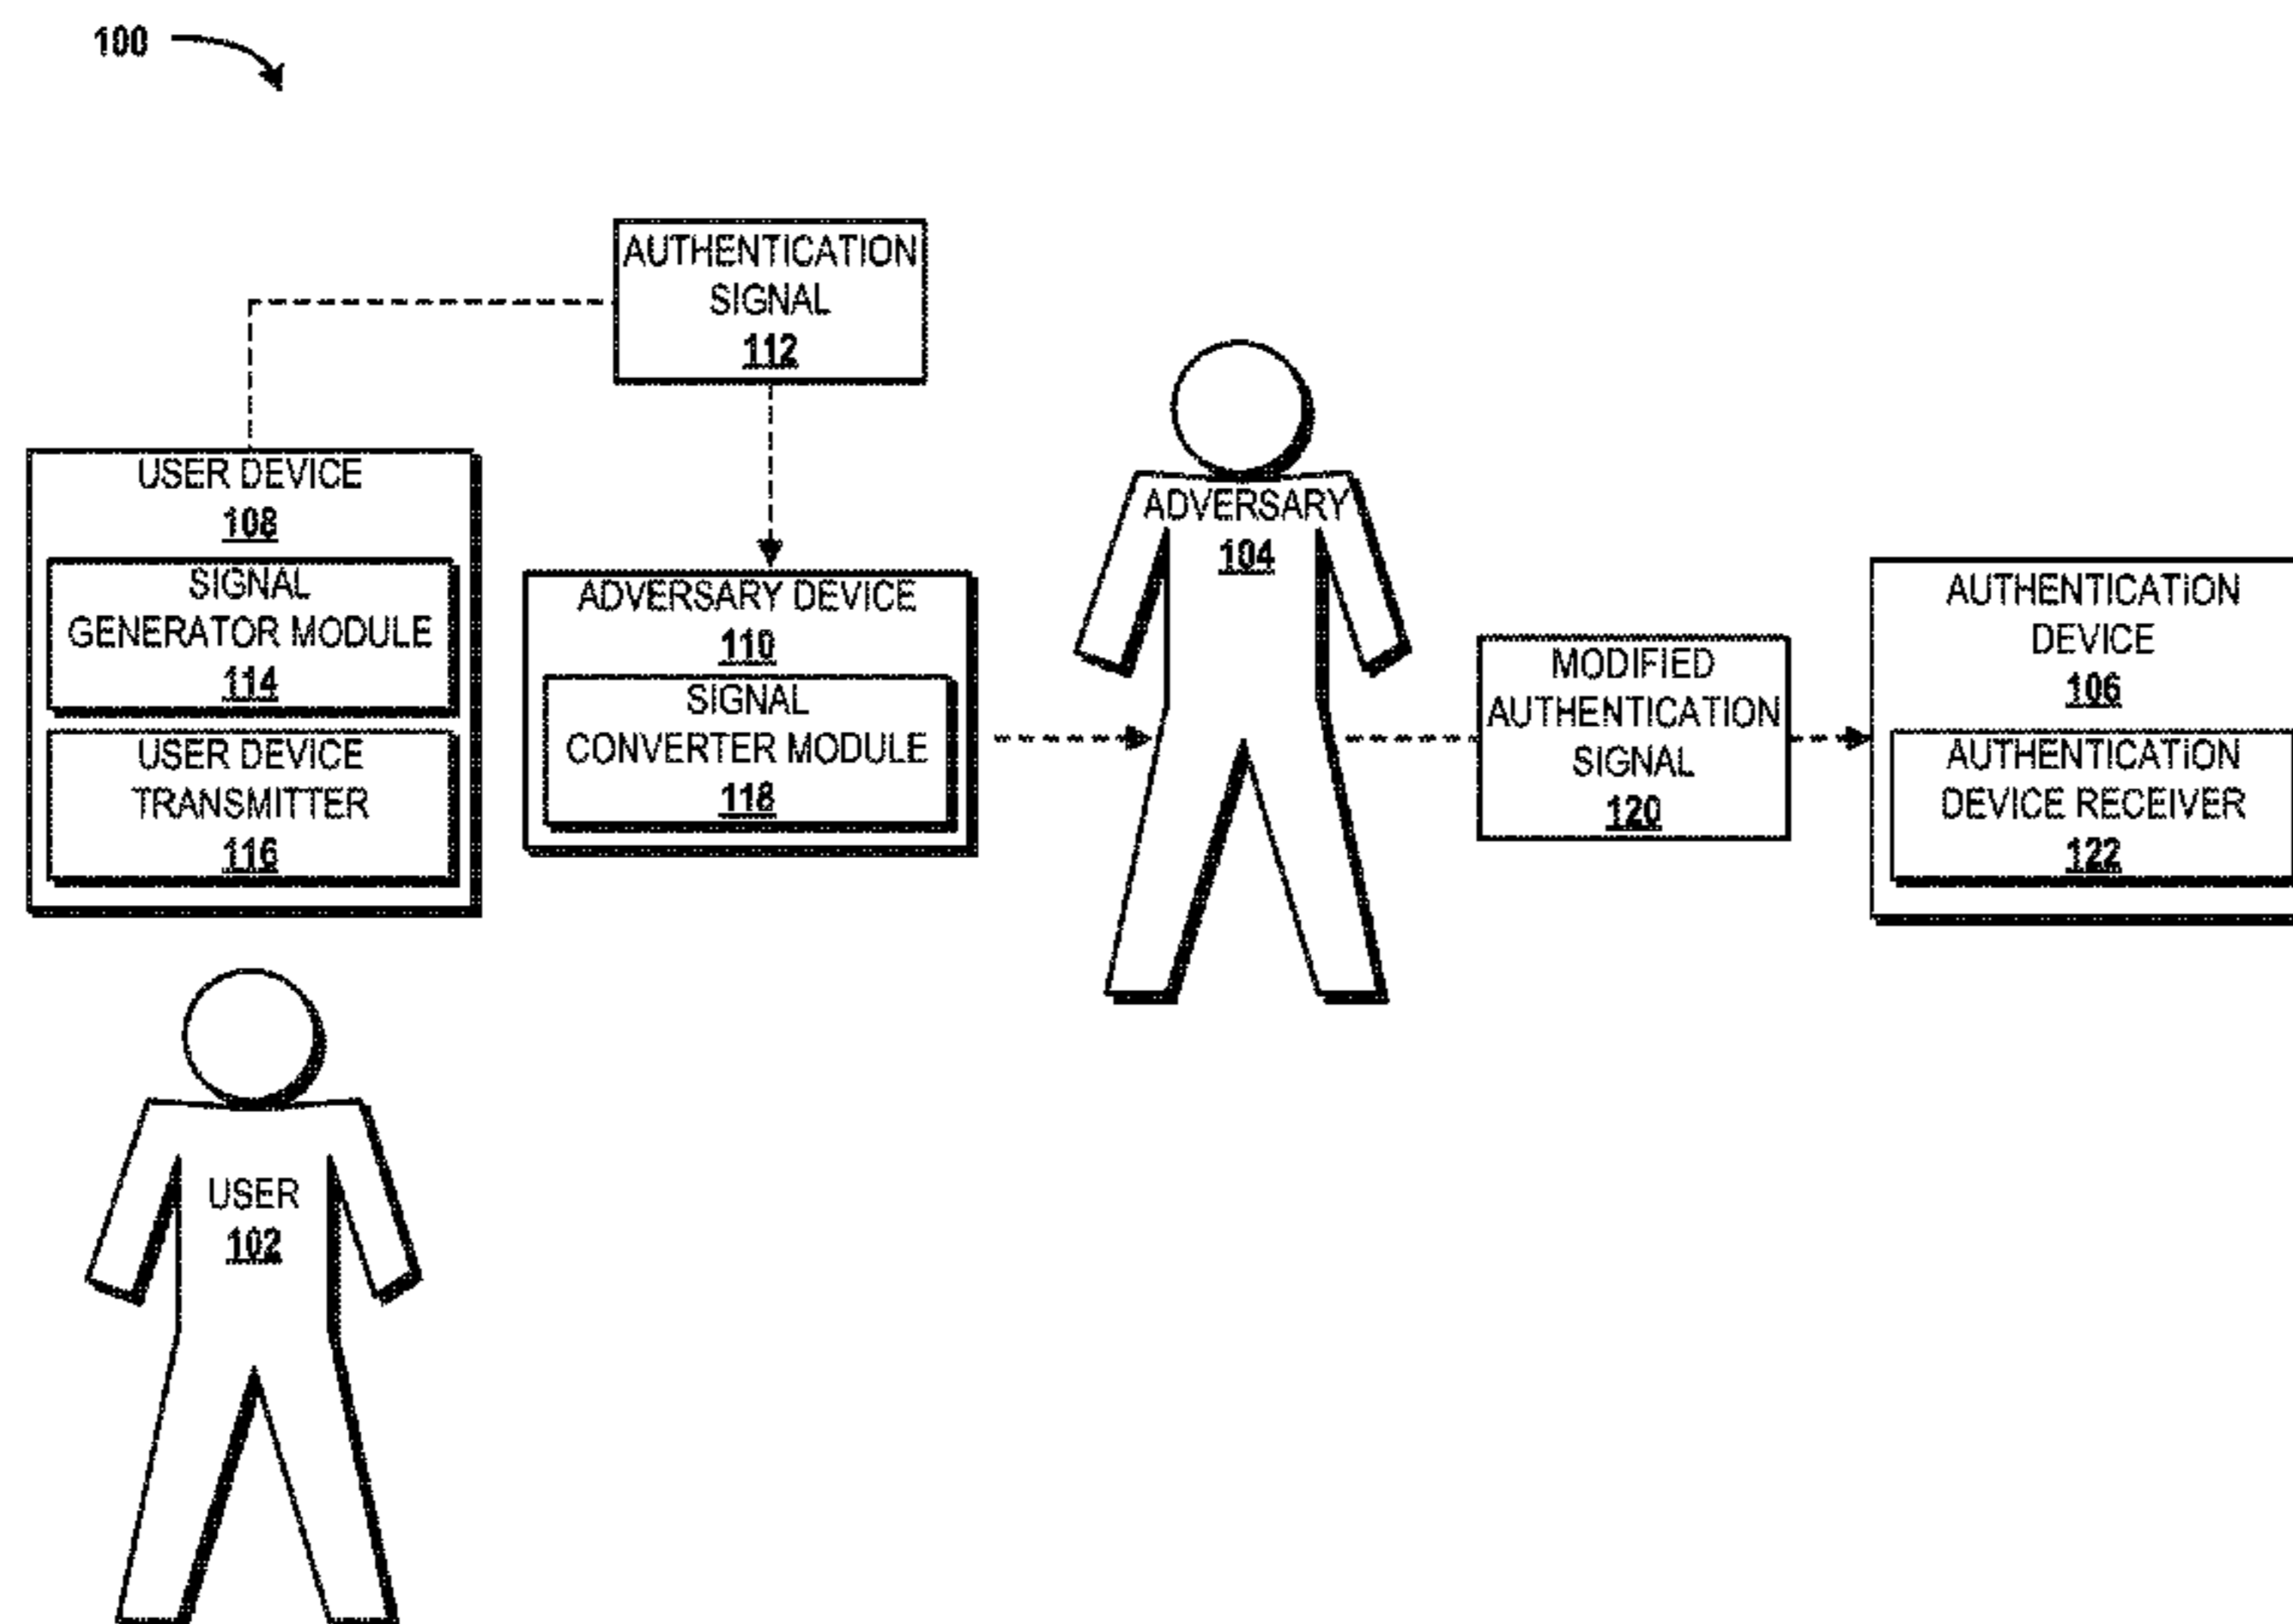 100
AUTHENTICATION
SIGNAL
112
USER DEVICE
108
SIGNAL
GENERATOR MODULE
114
USER DEVICE
TRANSMITTER
116
ADVERSARY DEVICE
110
SIGNAL
CONVERTER MODULE
118
ADVERSARY
104
MODIFIED
AUTHENTICATION
SIGNAL
120
AUTHENTICATION
DEVICE
106
AUTHENTICATION
DEVICE RECEIVER
122
USER
102